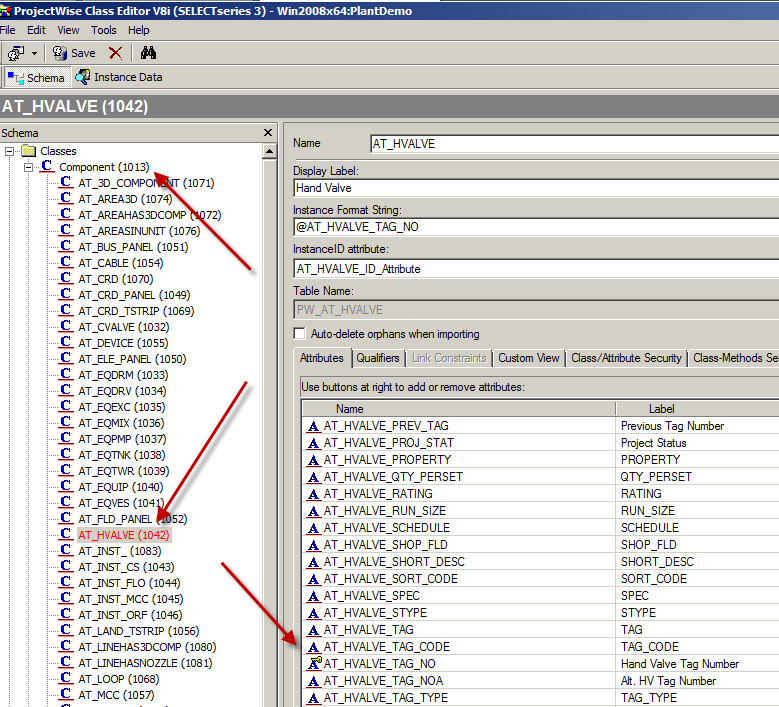 ProjectWise Class Editor V8i (SELECTseries 3) - Win2008x64:PlantDemo
File Edit View Tools Help
Save
Schema Instance Data
AT_HVALVE (1042)
Schema
Classes
Component (1013)
AT_3D_COMPONENT (1071)
AT_AREA3D (1074)
AT_AREAHAS3DCOMP (1072)
AT_AREASINUNIT (1076)
AT_BUS_PANEL (1051)
AT_CABLE (1054)
AT_CRD (1070)
AT_CRD_PANEL (1049)
AT_CRD_TSTRIP (1069)
AT_CVALVE (1032)
AT_DEVICE (1055)
AT_ELE_PANEL (1050)
AT_EQDRM (1033)
AT_EQDRV (1034)
AT_EQEXC (1035)
AT_EQMIX (1036)
AT_EQPMP (1037)
AT_EQTNK (1038)
AT_EQTWR (1039)
AT_EQUIP (1040)
AT_EQVES (1041)
AT_FLD_PANEL (1052)
AT_HVALVE (1042)
AT_INST_ (1083)
AT_INST_CS (1043)
AT_INST_FLO (1044)
AT_INST_MCC (1045)
AT_INST_ORF (1046)
AT_LAND_TSTRIP (1056)
AT_LINEHAS3DCOMP (1080)
AT_LINEHASNOZZLE (1081)
AT_LOOP (1068)
AT_MCC (1057)
Name AT_HVALVE
Display Label:
Hand Valve
Instance Format String:
@AT_HVALVE_TAG_NO
InstanceID attribute:
AT_HVALVE_ID_Attribute
Table Name:
PW_AT_HVALVE
Auto-delete orphans when importing
Attributes Qualifiers Link Constraints Custom View Class/Attribute Security Class-Methods Se
Use buttons at right to add or remove attributes:
Name Label
AT_HVALVE_PREV_TAG Previous Tag Number
AT_HVALVE_PROJ_STAT Project Status
AT_HVALVE_PROPERTY PROPERTY
AT_HVALVE_QTY_PERSET QTY_PERSET
AT_HVALVE_RATING RATING
AT_HVALVE_RUN_SIZE RUN_SIZE
AT_HVALVE_SCHEDULE SCHEDULE
AT_HVALVE_SHOP_FLD SHOP_FLD
AT_HVALVE_SHORT_DESC SHORT_DESC
AT_HVALVE_SORT_CODE SORT_CODE
AT_HVALVE_SPEC SPEC
AT_HVALVE_STYPE STYPE
AT_HVALVE_TAG TAG
AT_HVALVE_TAG_CODE TAG_CODE
AT_HVALVE_TAG_NO Hand Valve Tag Number
AT_HVALVE_TAG_NOA Alt. HV Tag Number
AT_HVALVE_TAG_TYPE TAG_TYPE